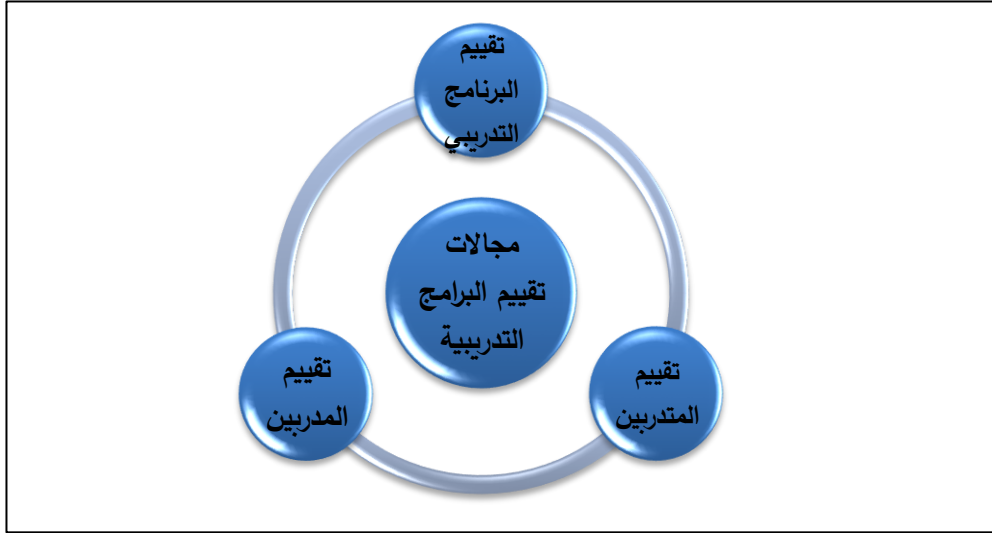 تقييم
البرنامج
التدريبي
مجالات
تقييم البرامج
التدريبية
تقييم
المتدربين
تقييم
المدربين